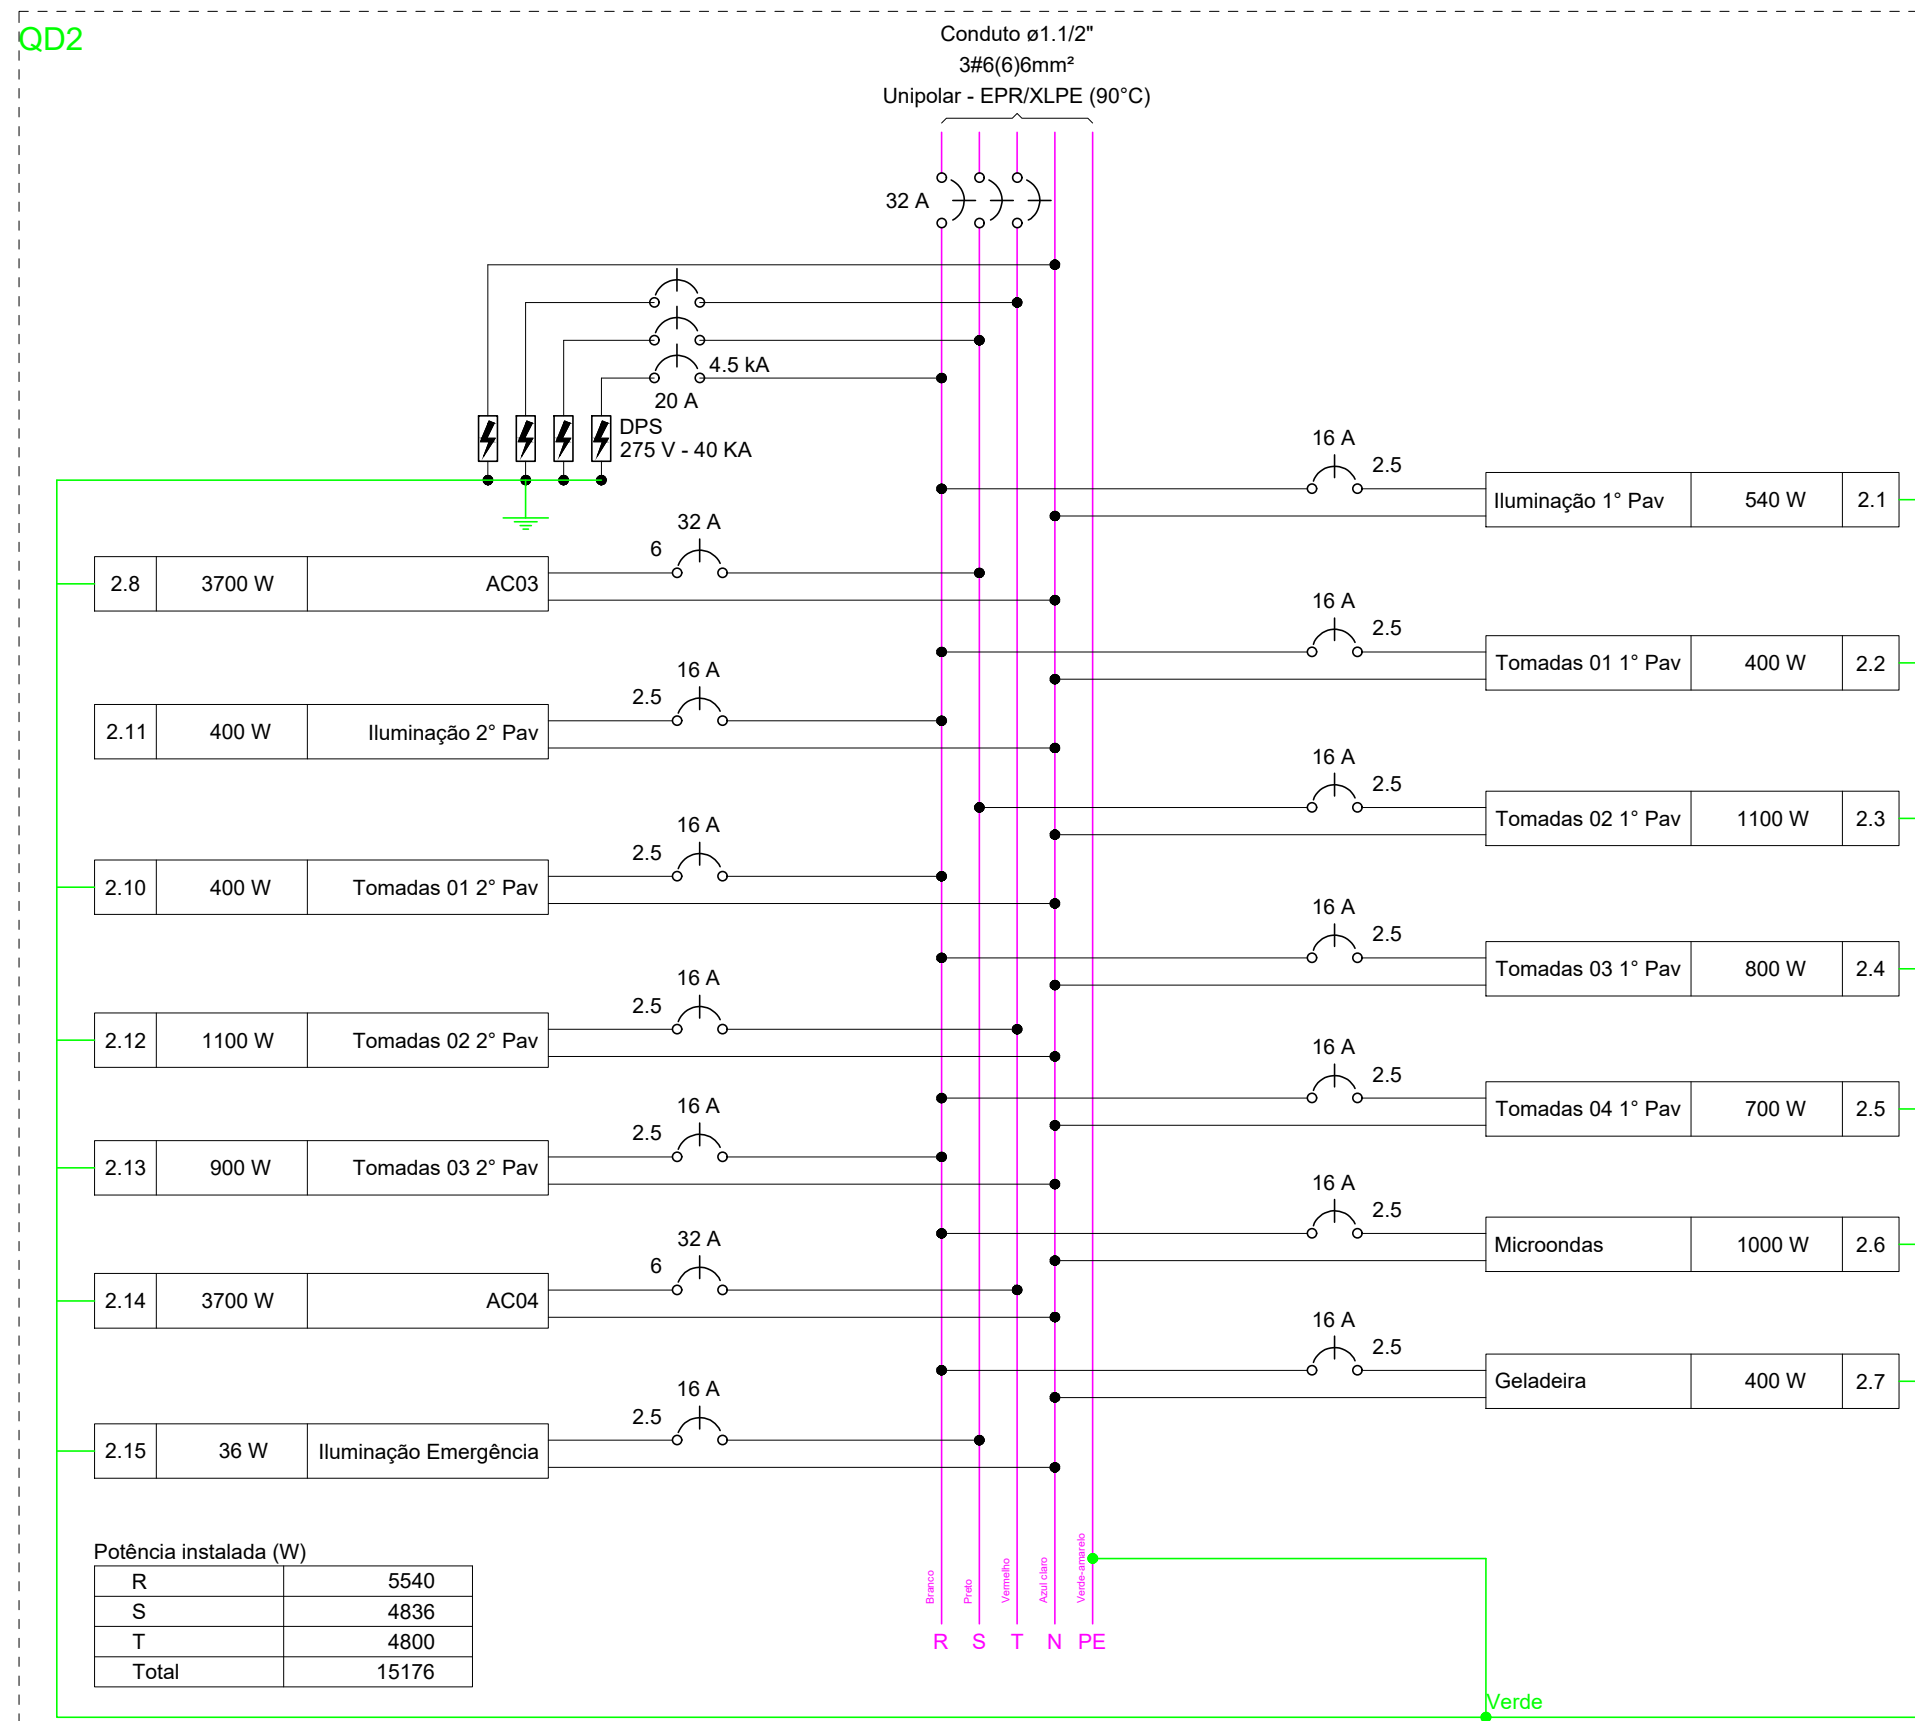 QD2
Conduto ø1.1/2"
3#6(6)6mm²
Unipolar - EPR/XLPE (90°C)
32 A
4.5 kA
20 A
DPS
275 V - 40 KA
16 A
2.5
Iluminação 1° Pav 540 W 2.1
32 A
6
2.8 3700 W AC03
16 A
2.5
Tomadas 01 1° Pav 400 W 2.2
16 A
2.5
2.11 400 W Iluminação 2° Pav
16 A
2.5
Tomadas 02 1° Pav 1100 W 2.3
16 A
2.5
2.10 400 W Tomadas 01 2° Pav
16 A
2.5
Tomadas 03 1° Pav 800 W 2.4
16 A
2.5
2.12 1100 W Tomadas 02 2° Pav
16 A
2.5
Tomadas 04 1° Pav 700 W 2.5
16 A
2.5
2.13 900 W Tomadas 03 2° Pav
16 A
2.5
Microondas 1000 W 2.6
32 A
6
2.14 3700 W AC04
16 A
2.5
Geladeira 400 W 2.7
16 A
2.5
2.15 36 W Iluminação Emergência
Potência instalada (W)
R 5540
S 4836
T 4800
Total 15176
Branco
Preto
Vermelho
Azul claro
Verde-amarelo
R S T N PE
Verde